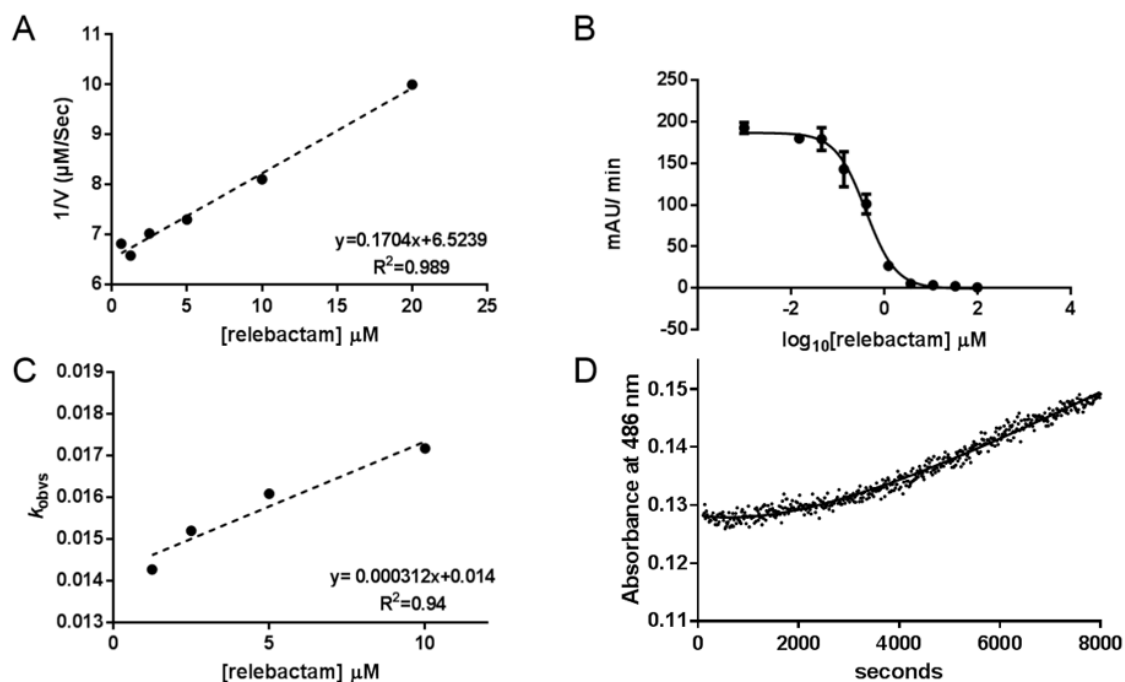 A
1/V (µM/Sec)
11
10
9
8
7
6
y=0.1704x+6.5239
R²=0.989
0 5 10 15 20 25
[relebactam] µM
B
mAU/ min
250
200
150
100
50
0
-50
-2 0 2 4
log₁₀[relebactam] µM
C
kobvs
0.019
0.018
0.017
0.016
0.015
0.014
0.013
y= 0.000312x+0.014
R²=0.94
0 5 10
[relebactam] µM
D
Absorbance at 486 nm
0.15
0.14
0.13
0.12
0.11
0 2000 4000 6000 8000
seconds